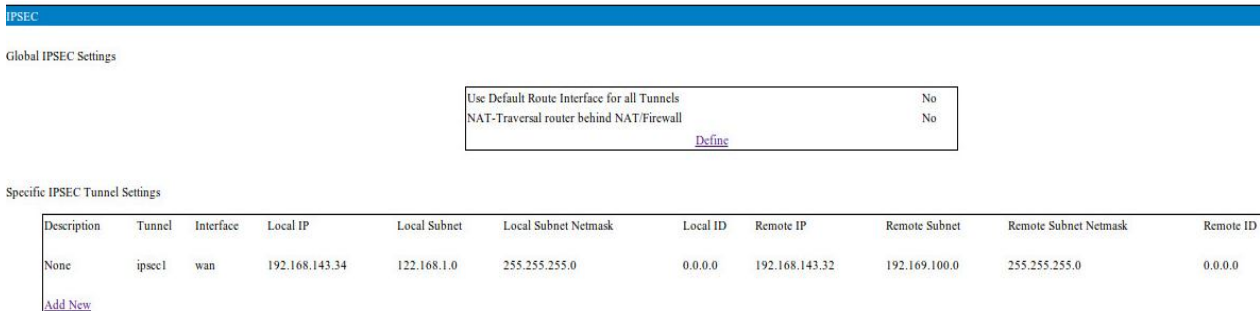 IPSEC
Global IPSEC Settings
Use Default Route Interface for all Tunnels No
NAT-Traversal router behind NAT/Firewall No
Define
Specific IPSEC Tunnel Settings
Description Tunnel Interface Local IP Local Subnet Local Subnet Netmask Local ID Remote IP Remote Subnet Remote Subnet Netmask Remote ID
None ipsec1 wan 192.168.143.34 122.168.1.0 255.255.255.0 0.0.0.0 192.168.143.32 192.169.100.0 255.255.255.0 0.0.0.0
Add New